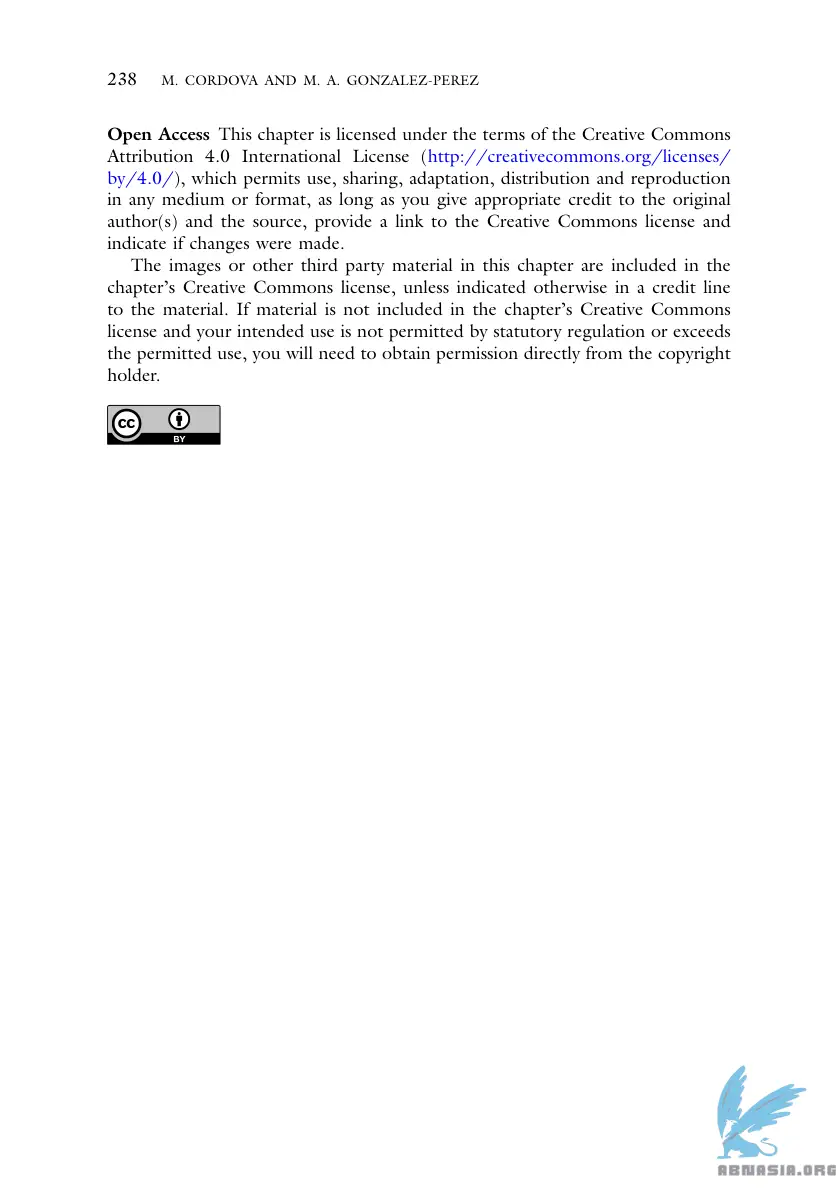 238 M. CORDOVA AND M. A. GONZALEZ-PEREZ
Open Access This chapter is licensed under the terms of the Creative Commons
Attribution 4.0 International License (http://creativecommons.org/licenses/
by/4.0/), which permits use, sharing, adaptation, distribution and reproduction
in any medium or format, as long as you give appropriate credit to the original
author(s) and the source, provide a link to the Creative Commons license and
indicate if changes were made.
The images or other third party material in this chapter are included in the
chapter’s Creative Commons license, unless indicated otherwise in a credit line
to the material. If material is not included in the chapter’s Creative Commons
license and your intended use is not permitted by statutory regulation or exceeds
the permitted use, you will need to obtain permission directly from the copyright
holder.
cc
BY
ABNASIA.ORG